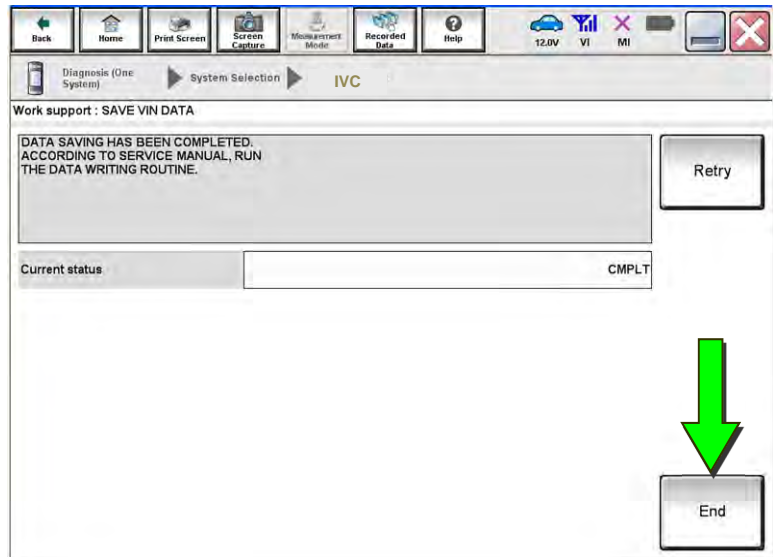 Back
Home
Print Screen
Screen
Capture
Measurement
Mode
Recorded
Data
Help
12.0V
VI
MI
Diagnosis (One
System)
System Selection
IVC
Work support : SAVE VIN DATA
DATA SAVING HAS BEEN COMPLETED.
ACCORDING TO SERVICE MANUAL, RUN
THE DATA WRITING ROUTINE.
Retry
Current status
CMPLT
End